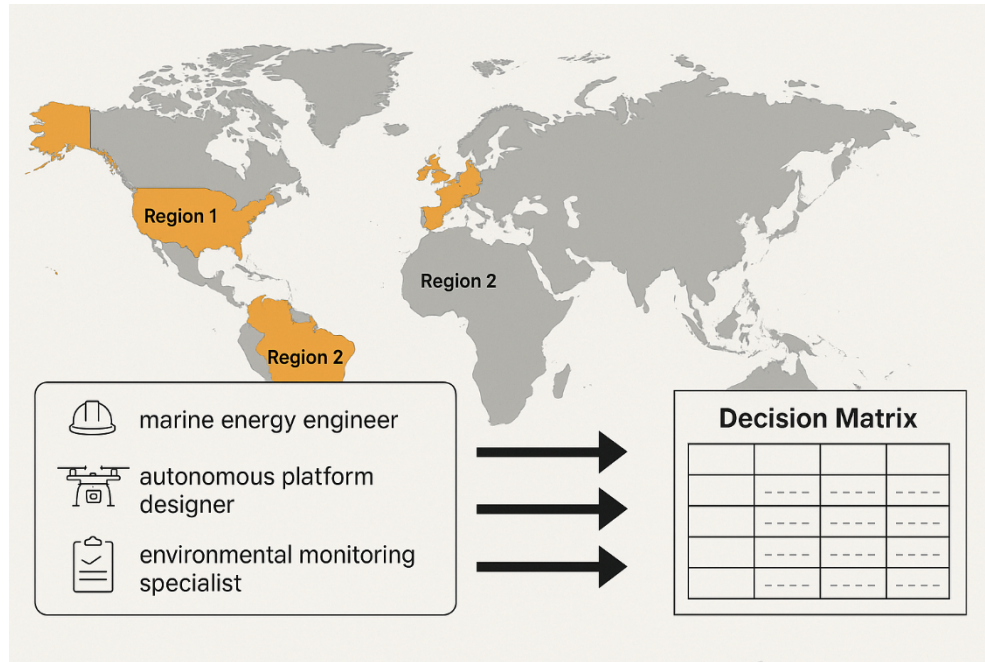 Region 1
Region 2
Region 2
marine energy engineer
autonomous platform
designer
environmental monitoring
specialist
Decision Matrix